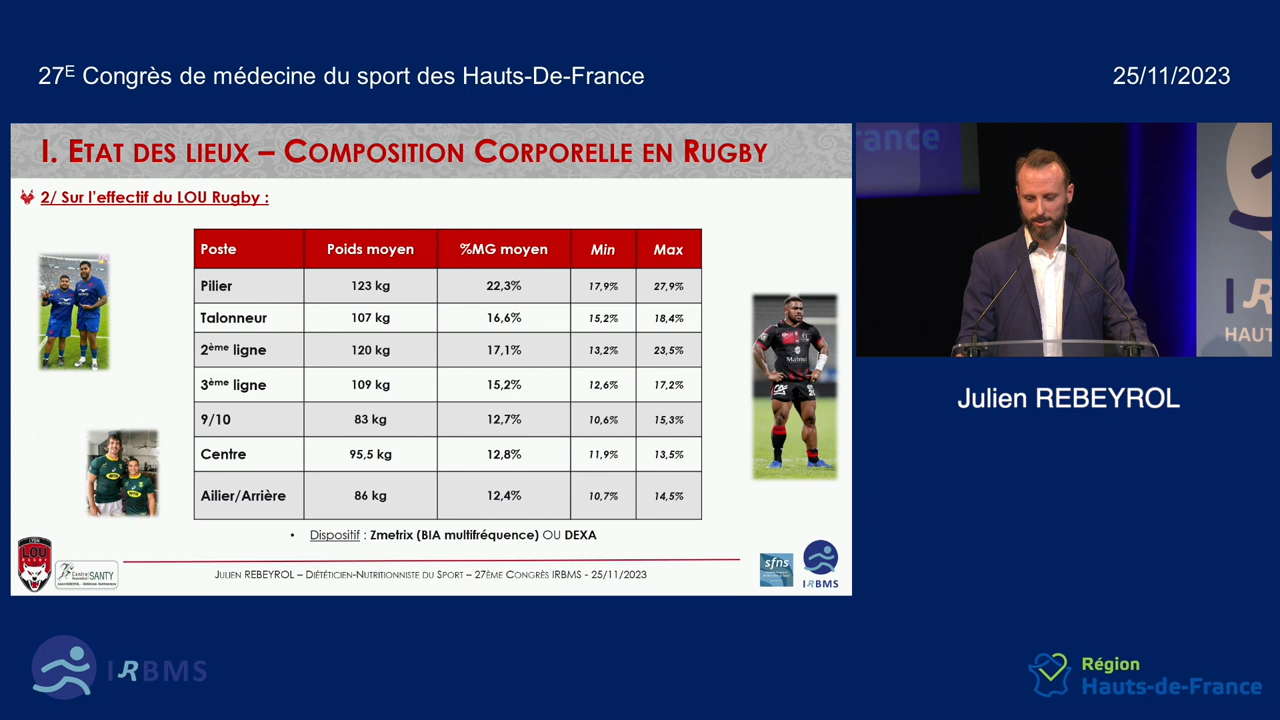 27E Congrès de médecine du sport des Hauts-De-France
25/11/2023
I. ETAT DES LIEUX – COMPOSITION CORPORELLE EN RUGBY
2/ Sur l'effectif du LOU Rugby :
Poste Poids moyen %MG moyen Min Max
Pilier 123 kg 22,3% 17,9% 27,9%
Talonneur 107 kg 16,6% 15,2% 18,4%
2ème ligne 120 kg 17,1% 13,2% 23,5%
3ème ligne 109 kg 15,2% 12,6% 17,2%
9/10 83 kg 12,7% 10,6% 15,3%
Centre 95,5 kg 12,8% 11,9% 13,5%
Ailier/Arrière 86 kg 12,4% 10,7% 14,5%
• Dispositif : Zmetrix (BIA multifréquence) OU DEXA
JULIEN REBEYROL – DIÉTÉTICIEN-NUTRITIONNISTE DU SPORT – 27ÈME CONGRÈS IRBMS - 25/11/2023
LYON
LOU
RUGBY
SANTY
sfns
IRBMS
rance
I R
HAUT
Matmut
Julien REBEYROL
IRBMS
Région
Hauts-de-France